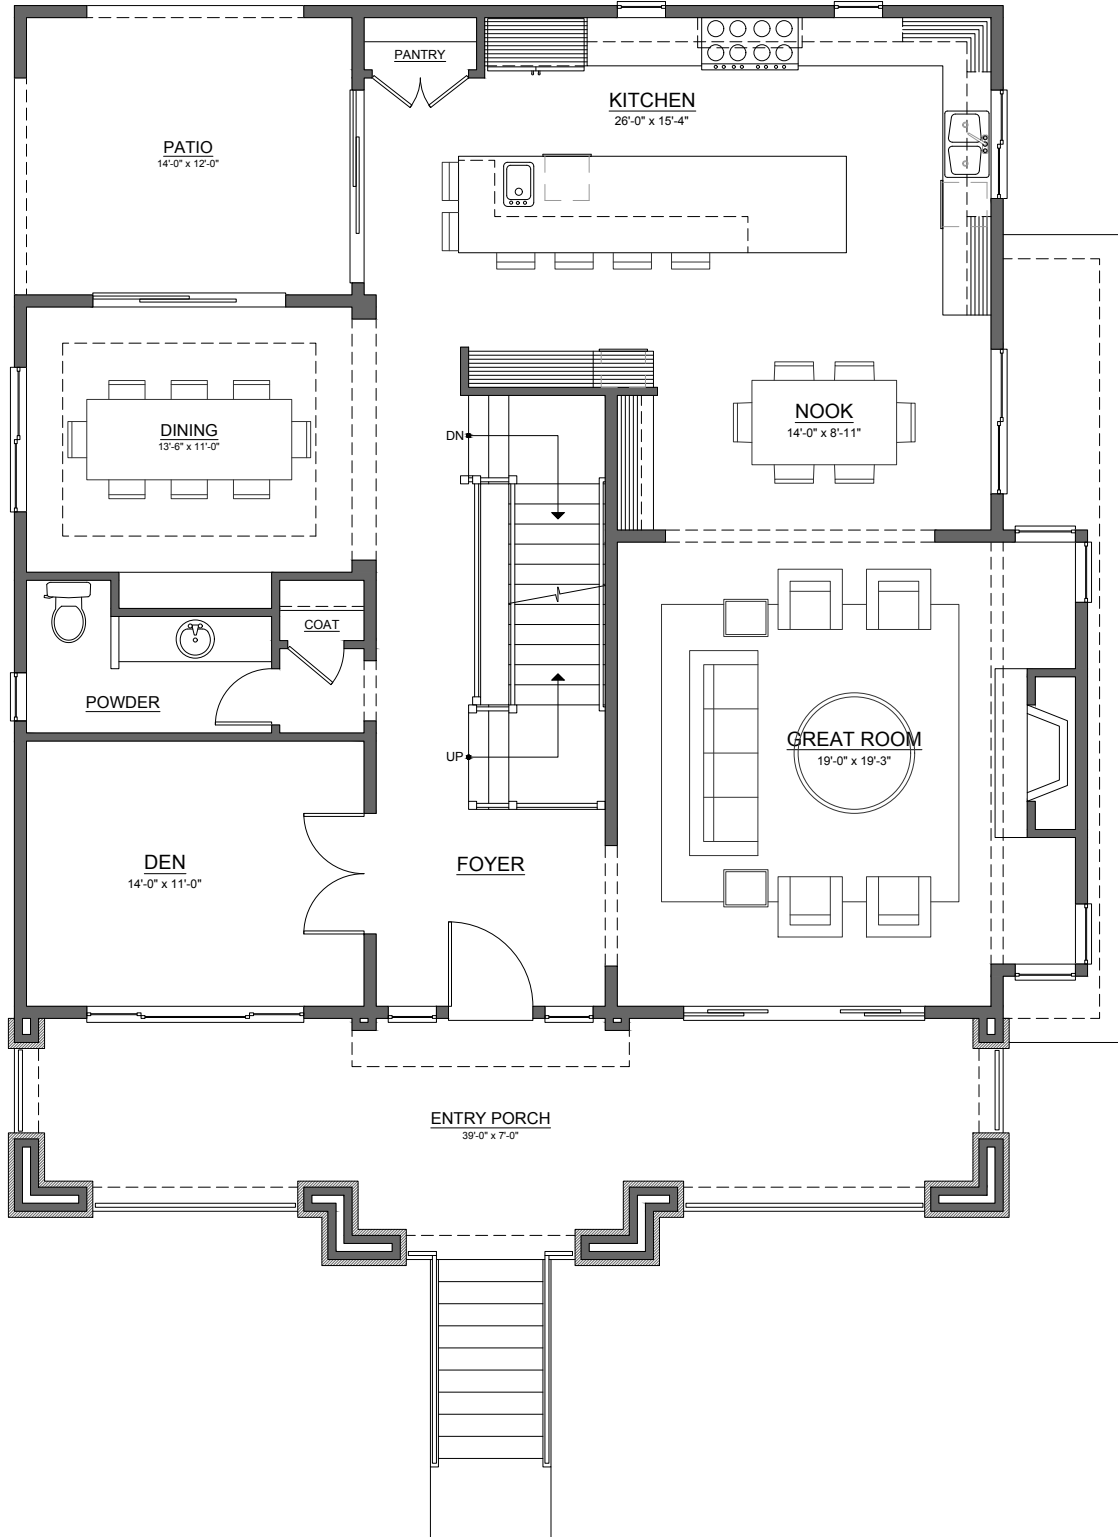 PANTRY
KITCHEN
26'-0" x 15'-4"
PATIO
14'-0" x 12'-0"
DINING
13'-6" x 11'-0"
DN
NOOK
14'-0" x 8'-11"
COAT
POWDER
UP
GREAT ROOM
19'-0" x 19'-3"
DEN
14'-0" x 11'-0"
FOYER
ENTRY PORCH
39'-0" x 7'-0"